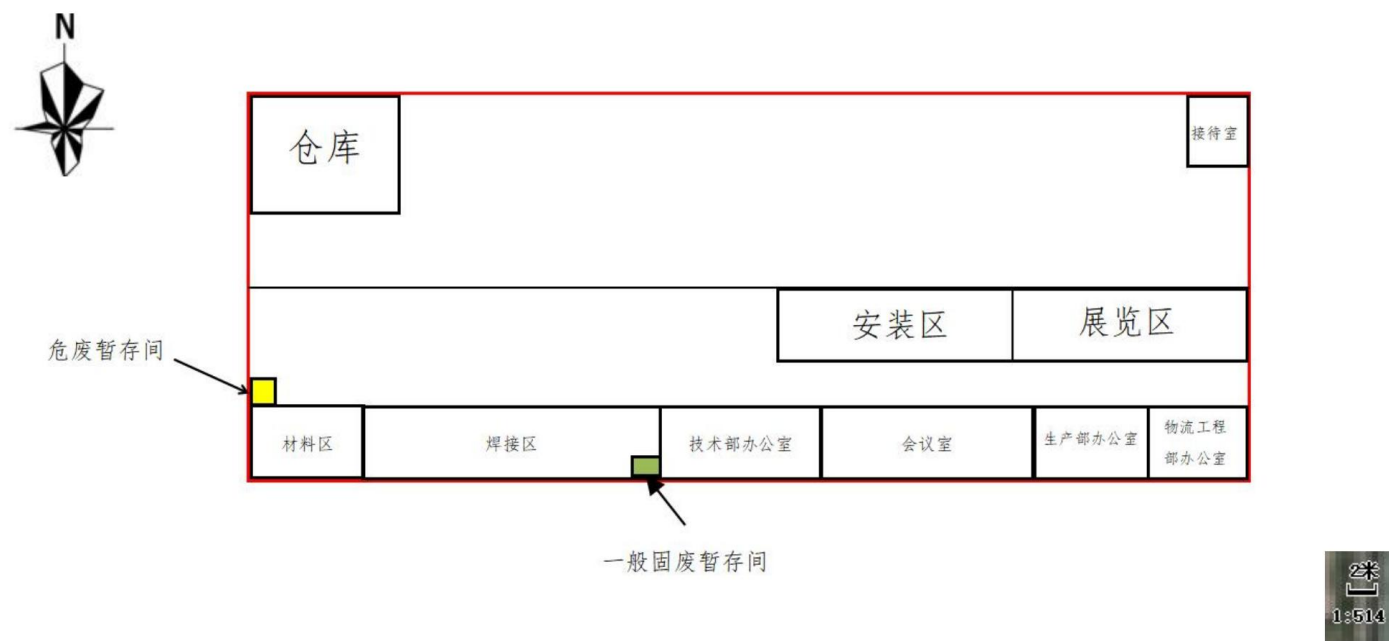 N
仓库
接待室
安装区
展览区
危废暂存间
材料区
焊接区
技术部办公室
会议室
生产部办公室
物流工程
部办公室
一般固废暂存间
2米
1:514